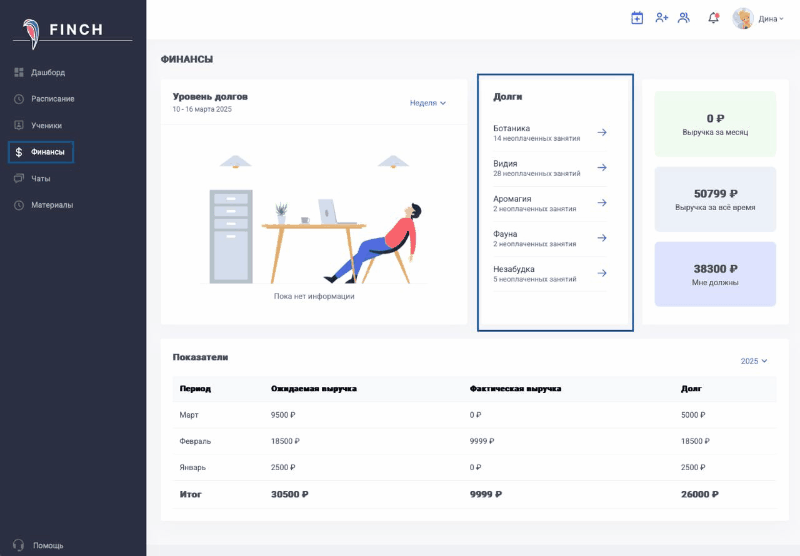 FINCH
Дина
Дашборд
Расписание
Ученики
$ Финансы
Чаты
Материалы
Помощь
ФИНАНСЫ
Уровень долгов
10 - 16 марта 2025
Неделя
Пока нет информации
Долги
Ботаника
14 неоплаченных занятия
Видия
28 неоплаченных занятий
Аромагия
2 неоплаченных занятия
Фауна
2 неоплаченных занятия
Незабудка
5 неоплаченных занятий
0 ₽
Выручка за месяц
50799 ₽
Выручка за всё время
38300 ₽
Мне должны
Показатели
2025
Период Ожидаемая выручка Фактическая выручка Долг
Март 9500 ₽ 0 ₽ 5000 ₽
Февраль 18500 ₽ 9999 ₽ 18500 ₽
Январь 2500 ₽ 0 ₽ 2500 ₽
Итог 30500 ₽ 9999 ₽ 26000 ₽